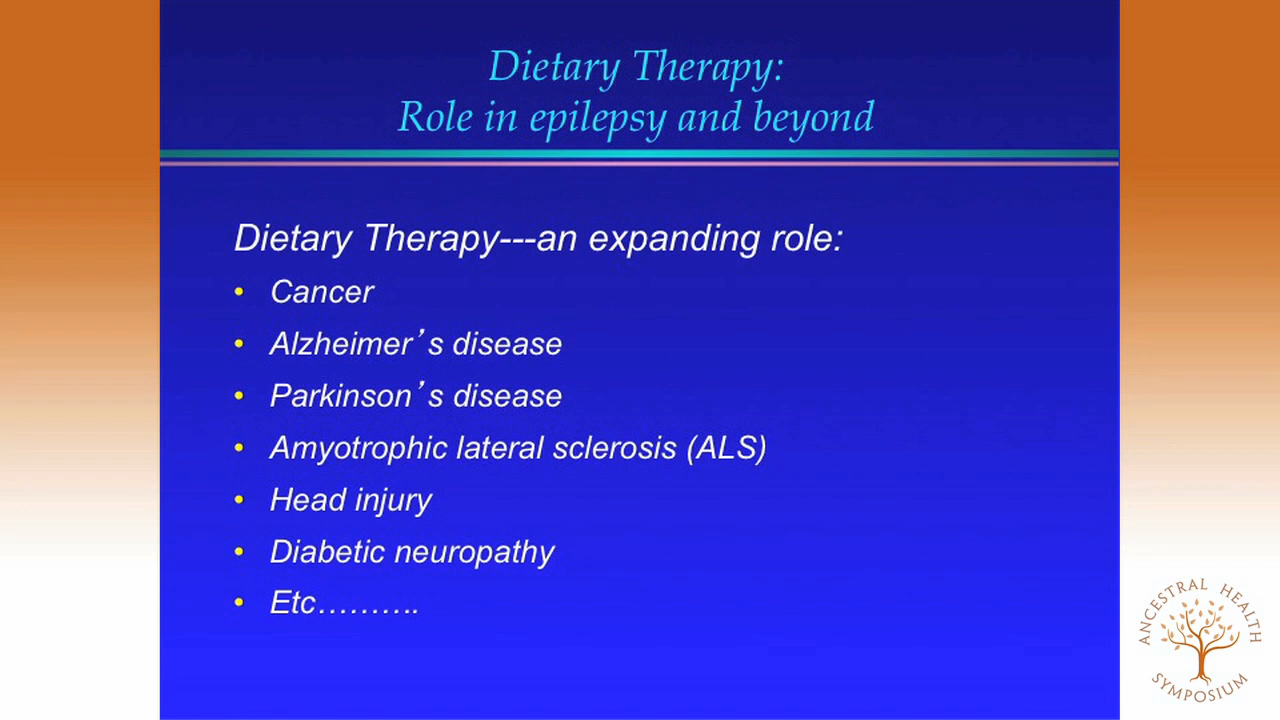 Dietary Therapy:
Role in epilepsy and beyond
Dietary Therapy---an expanding role:
• Cancer
• Alzheimer’s disease
• Parkinson’s disease
• Amyotrophic lateral sclerosis (ALS)
• Head injury
• Diabetic neuropathy
• Etc……….
ANCESTRAL HEALTH
SYMPOSIUM